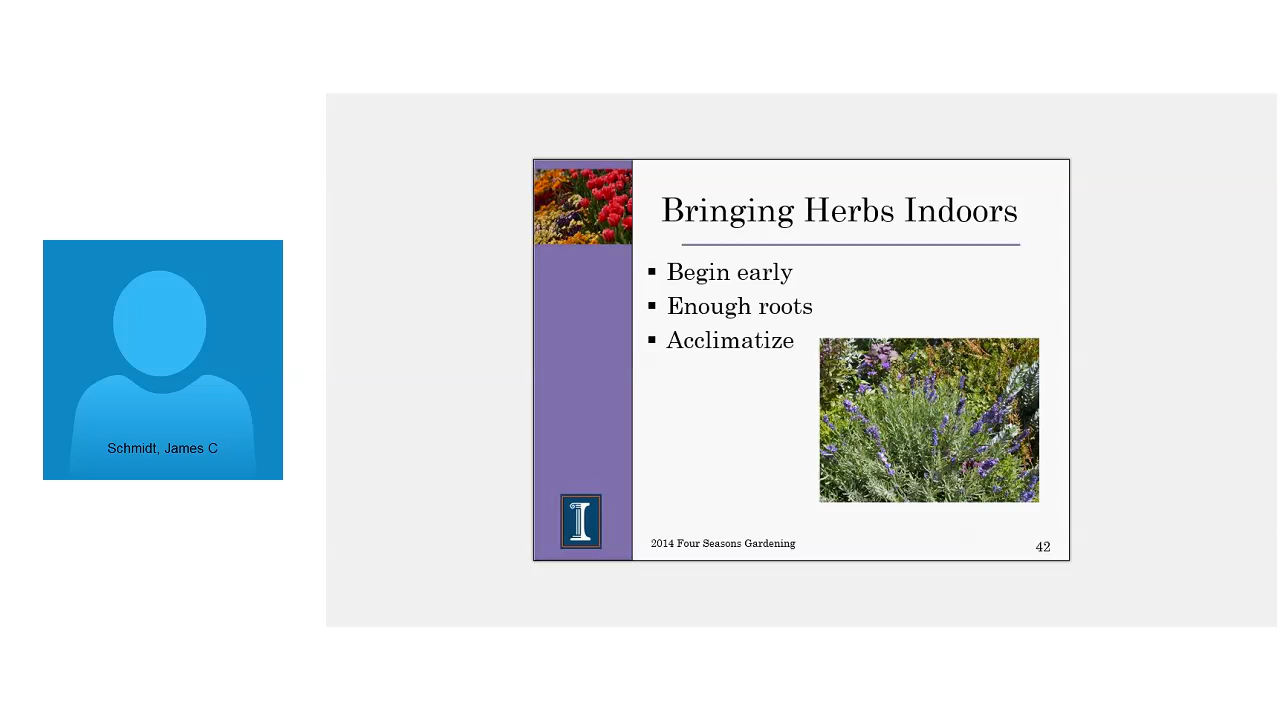 Schmidt, James C
Bringing Herbs Indoors
▪ Begin early
▪ Enough roots
▪ Acclimatize
I
2014 Four Seasons Gardening
42